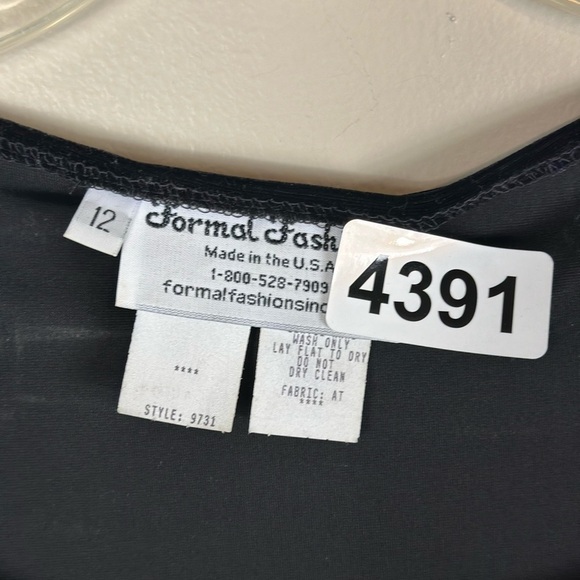 12
Formal Fash
Made in the U.S.A
1-800-528-7909
formalfashionsinc
4391
****
STYLE: 9731
WASH ONLY
LAY FLAT TO DRY
DO NOT
DRY CLEAN
FABRIC: AT
****